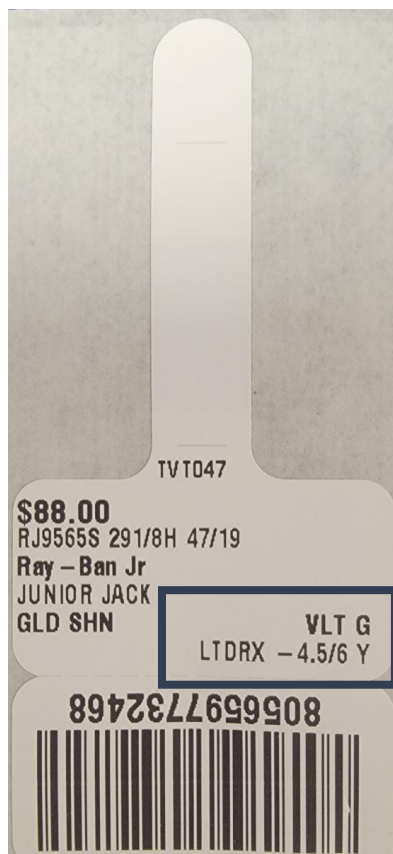 TVT047
$88.00
RJ9565S 291/8H 47/19
Ray-Ban Jr
JUNIOR JACK
GLD SHN VLT G
LTDRX -4.5/6 Y
8056597732468